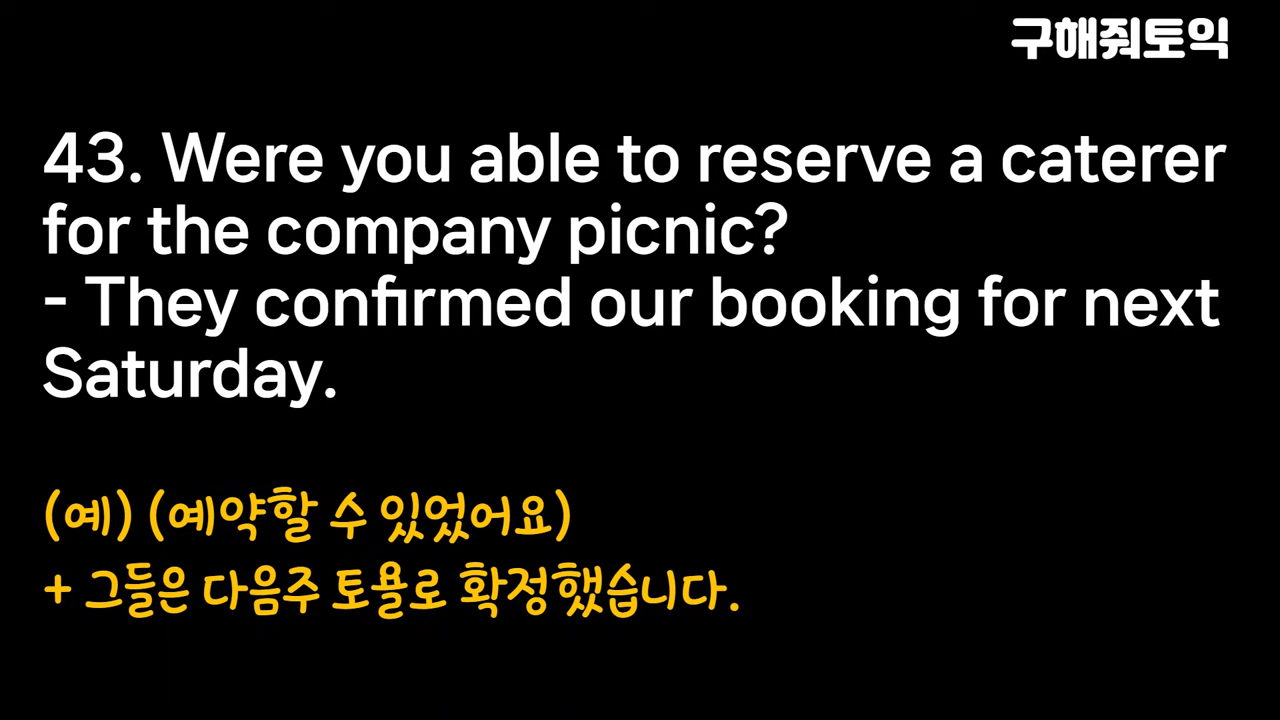 구해줘토익
43. Were you able to reserve a caterer
for the company picnic?
- They confirmed our booking for next
Saturday.
(예) (예약할 수 있었어요)
+ 그들은 다음주 토욜로 확정했습니다.